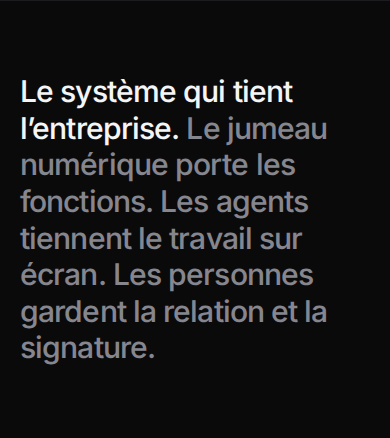 Le système qui tient
l’entreprise. Le jumeau
numérique porte les
fonctions. Les agents
tiennent le travail sur
écran. Les personnes
gardent la relation et la
signature.